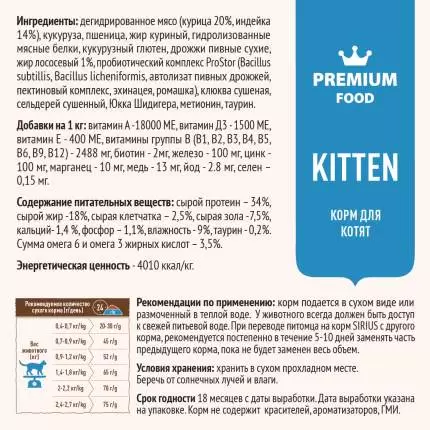 Ингредиенты: дегидрированное мясо (курица 20%, индейка
14%), кукуруза, пшеница, жир куриный, гидролизованные
мясные белки, кукурузный глютен, дрожжи пивные сухие,
жир лососевый 1%, пробиотический комплекс ProStor (Bacillus
subtillis, Bacillus licheniformis, автолизат пивных дрожжей,
пектиновый комплекс, эхинацея, ромашка), клюква сушеная,
сельдерей сушенный, Юкка Шидигера, метионин, таурин.
Добавки на 1 кг: витамин А -18000 МЕ, витамин Д3 - 1500 МЕ,
витамин Е - 400 МЕ, витамины группы В (В1, В2, В3, В4, В5,
В6, В9, В12) - 2488 мг, биотин - 2мг, железо - 100 мг, цинк -
100 мг, марганец - 10 мг, медь - 13 мг, йод - 2.8 мг, селен –
0,15 мг.
Содержание питательных веществ: сырой протеин – 34%,
сырой жир -18%, сырая клетчатка – 2,5%, сырая зола -7,5%,
кальций- 1,4 %, фосфор – 1,1%, влажность - 9%, таурин - 0,2%.
Сумма омега 6 и омега 3 жирных кислот – 3,5%.
Энергетическая ценность - 4010 ккал/кг.
PREMIUM
FOOD
KITTEN
КОРМ ДЛЯ
КОТЯТ
Рекомендуемое количество
сухого корма [г/день]
24
Вес
животного
(кг)
0,4-0,7 кг/kg 20-30 г/g
0,7-0,9 кг/kg 45 г/g
0,9-1,2 кг/kg 52 г/g
1,4-1,8 кг/kg 65 г/g
2-2,2 кг/kg 70 г/g
2,4-2,7 кг/kg 75 г/g
Рекомендации по применению: корм подается в сухом виде или
размоченным в теплой воде. У животного всегда должен быть доступ
к свежей питьевой воде. При переводе питомца на корм SIRIUS с другого
корма, рекомендуется постепенно в течение 5-10 дней заменять часть
предыдущего корма, пока не будет заменен весь объем.
Условия хранения: хранить в сухом прохладном месте.
Беречь от солнечных лучей и влаги.
Срок годности 18 месяцев с даты выработки. Дата выработки указана
на упаковке. Корм не содержит красителей, ароматизаторов, ГМИ.